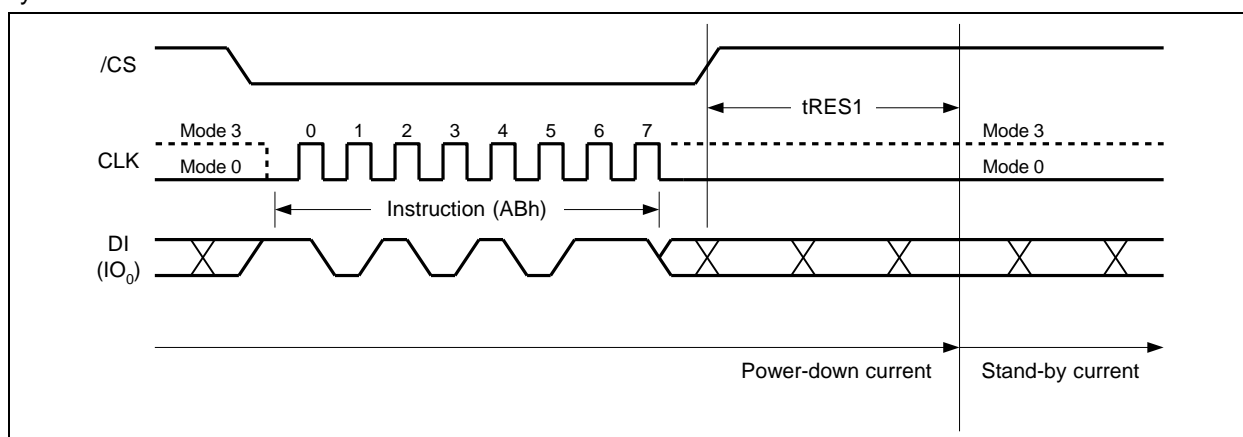 /CS
tRES1
Mode 3 0 1 2 3 4 5 6 7 Mode 3
CLK
Mode 0 Mode 0
Instruction (ABh)
DI
(IO₀)
Power-down current Stand-by current